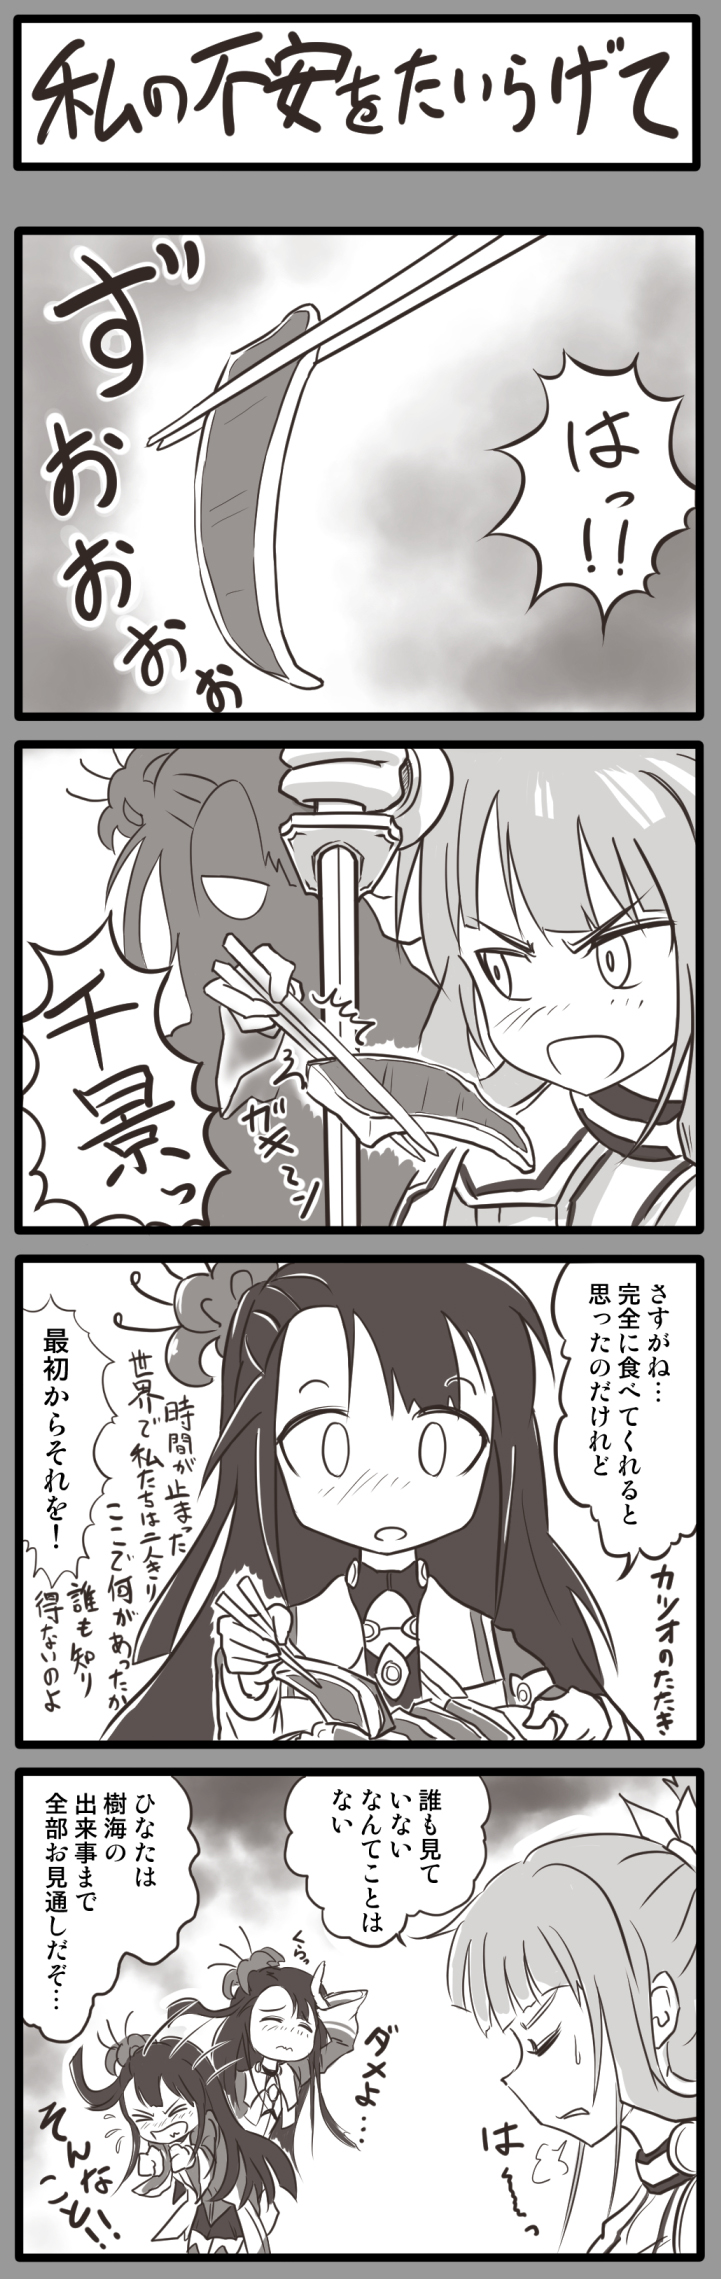 私の不安をたいらげて
はっ!!
ずおおおぉ
千景っ
ガキーン
さすがね…
完全に食べてくれると
思ったのだけれど
カツオのたたき
最初からそれを!
時間が止まった
世界で私たちは二人きり
ここで何があったか
誰も知り
得ないのよ
誰も見て
いない
なんてことは
ない
ひなたは
樹海の
出来事まで
全部お見通しだぞ…
くらっ
ダメよ…
そんな
こと!!
は〜〜っ